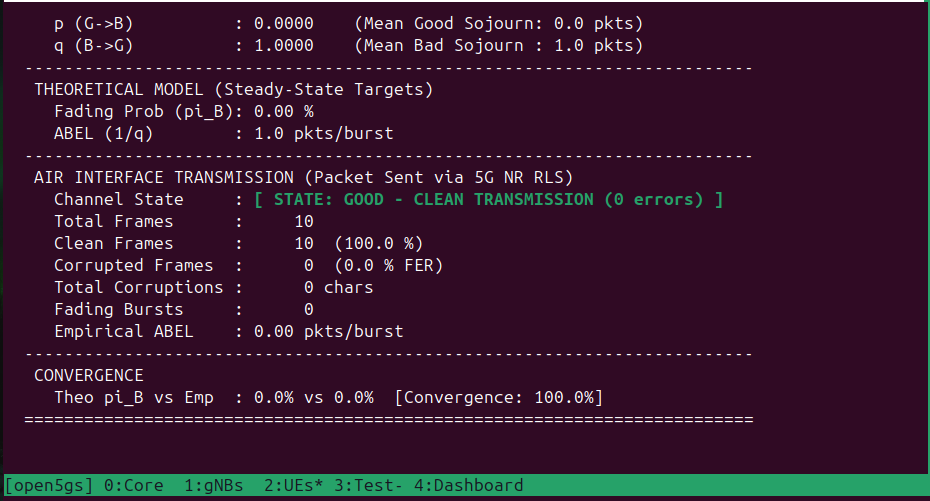 p (G->B)          : 0.0000    (Mean Good Sojourn: 0.0 pkts)
q (B->G)          : 1.0000    (Mean Bad Sojourn : 1.0 pkts)
-------------------------------------------------------------------------
THEORETICAL MODEL (Steady-State Targets)
Fading Prob (pi_B): 0.00 %
ABEL (1/q)        : 1.0 pkts/burst
-------------------------------------------------------------------------
AIR INTERFACE TRANSMISSION (Packet Sent via 5G NR RLS)
Channel State     : [ STATE: GOOD - CLEAN TRANSMISSION (0 errors) ]
Total Frames      :     10
Clean Frames      :     10  (100.0 %)
Corrupted Frames  :      0  (0.0 % FER)
Total Corruptions :      0 chars
Fading Bursts     :      0
Empirical ABEL    : 0.00 pkts/burst
-------------------------------------------------------------------------
CONVERGENCE
Theo pi_B vs Emp  : 0.0% vs 0.0%  [Convergence: 100.0%]
=========================================================================
[open5gs] 0:Core  1:gNBs  2:UEs* 3:Test- 4:Dashboard